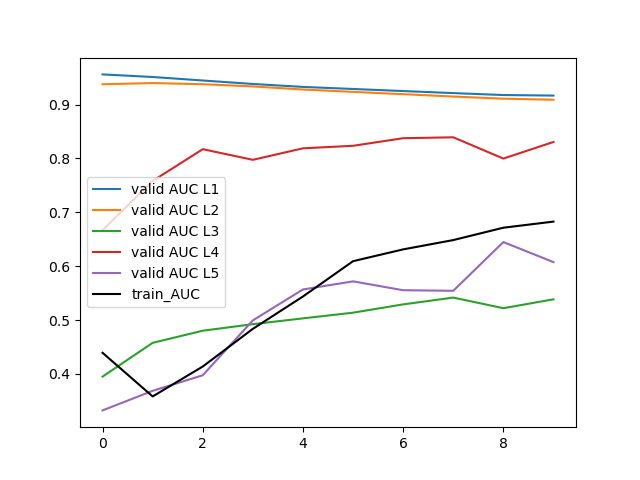 0.9
0.8
0.7
0.6
0.5
0.4
valid AUC L1
valid AUC L2
valid AUC L3
valid AUC L4
valid AUC L5
train_AUC
0 2 4 6 8